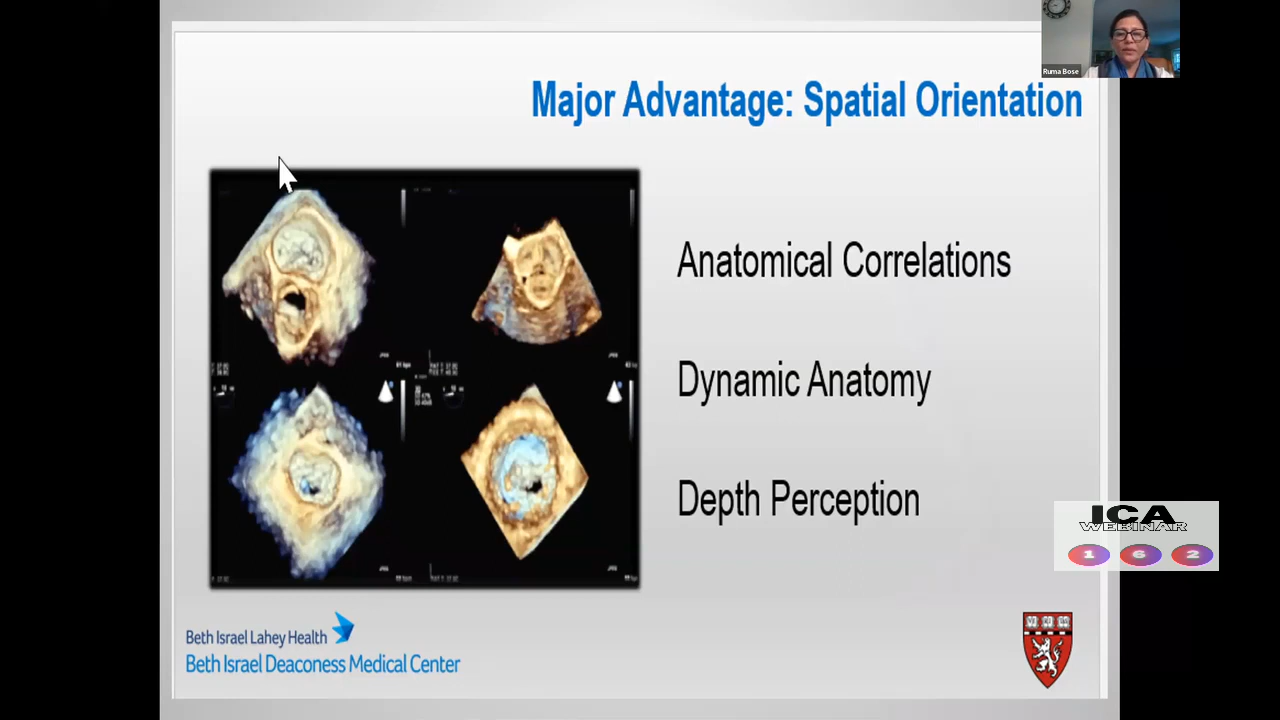 Ruma Bose
Major Advantage: Spatial Orientation
Anatomical Correlations
Dynamic Anatomy
Depth Perception
ICA
WEBINAR
1 6 2
Beth Israel Lahey Health
Beth Israel Deaconess Medical Center